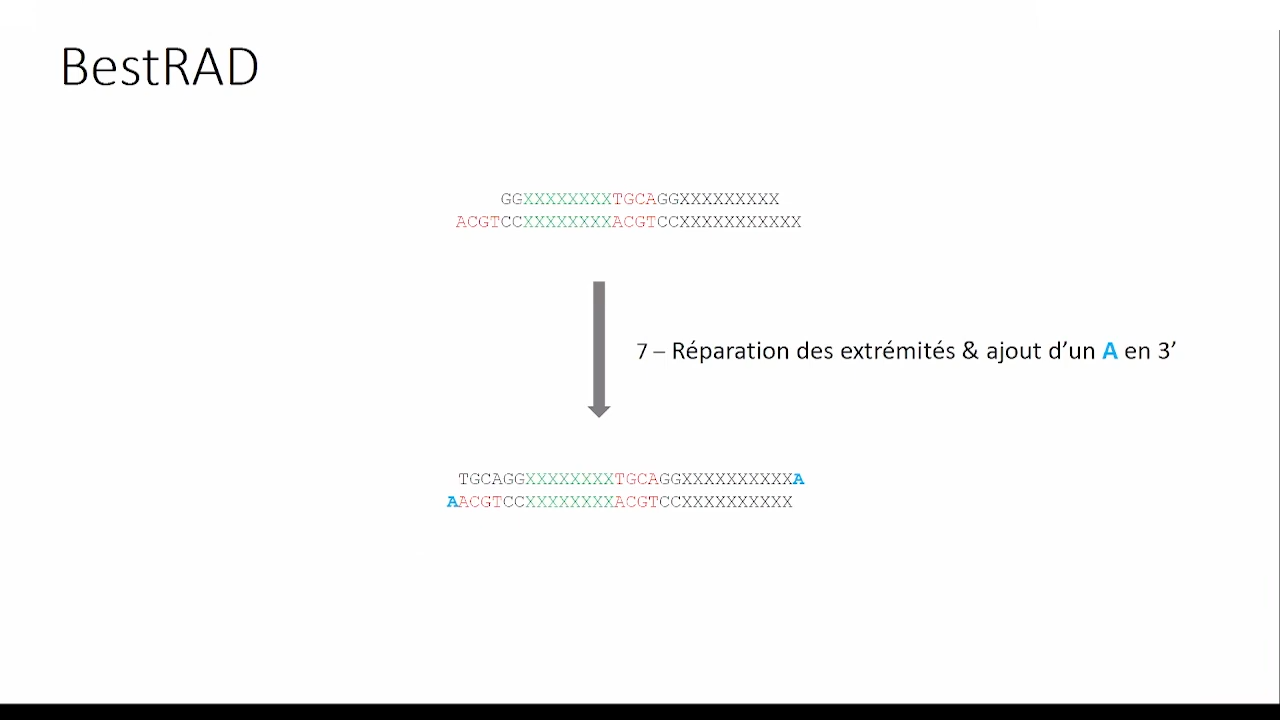 BestRAD
GGXXXXXXXXTGCAGGXXXXXXXXX
ACGTCCXXXXXXXXACGTCCXXXXXXXXXXX
7 – Réparation des extrémités & ajout d’un A en 3’
TGCAGGXXXXXXXXTGCAGGXXXXXXXXXXA
AACGTCCXXXXXXXXACGTCCXXXXXXXXXX